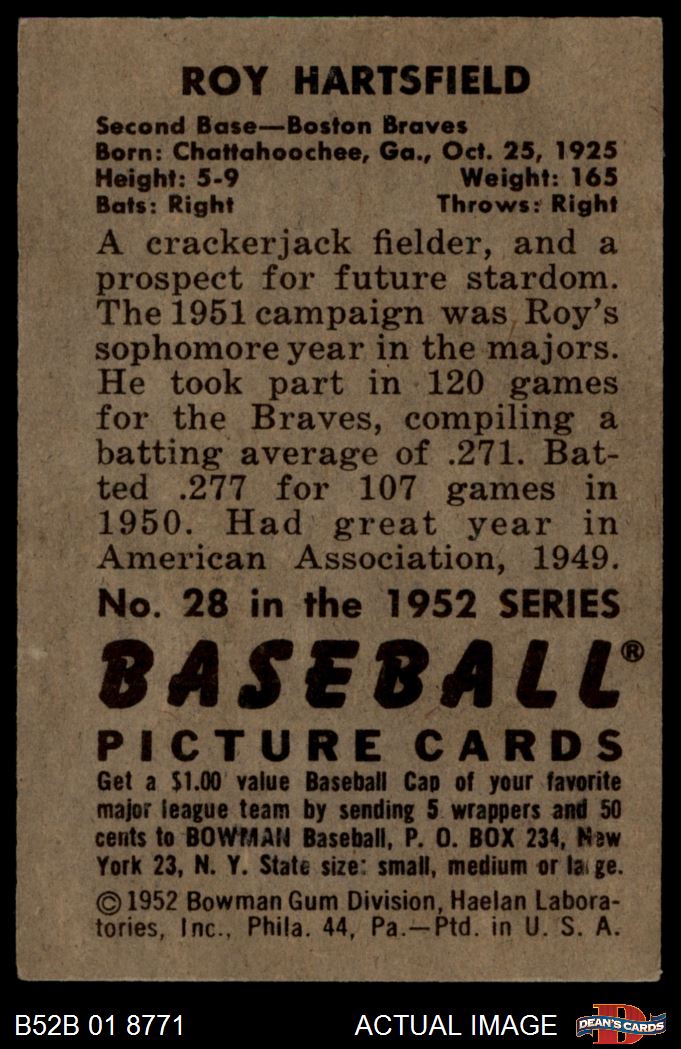 ROY HARTSFIELD
Second Base—Boston Braves
Born: Chattahoochee, Ga., Oct. 25, 1925
Height: 5-9 Weight: 165
Bats: Right Throws: Right
A crackerjack fielder, and a
prospect for future stardom.
The 1951 campaign was Roy's
sophomore year in the majors.
He took part in 120 games
for the Braves, compiling a
batting average of .271. Bat-
ted .277 for 107 games in
1950. Had great year in
American Association, 1949.
No. 28 in the 1952 SERIES
BASEBALL®
PICTURE CARDS
Get a $1.00 value Baseball Cap of your favorite
major league team by sending 5 wrappers and 50
cents to BOWMAN Baseball, P. O. BOX 234, New
York 23, N. Y. State size: small, medium or large.
©1952 Bowman Gum Division, Haelan Labora-
tories, Inc., Phila. 44, Pa.—Ptd. in U. S. A.
B52B 01 8771 ACTUAL IMAGE DEAN'S CARDS